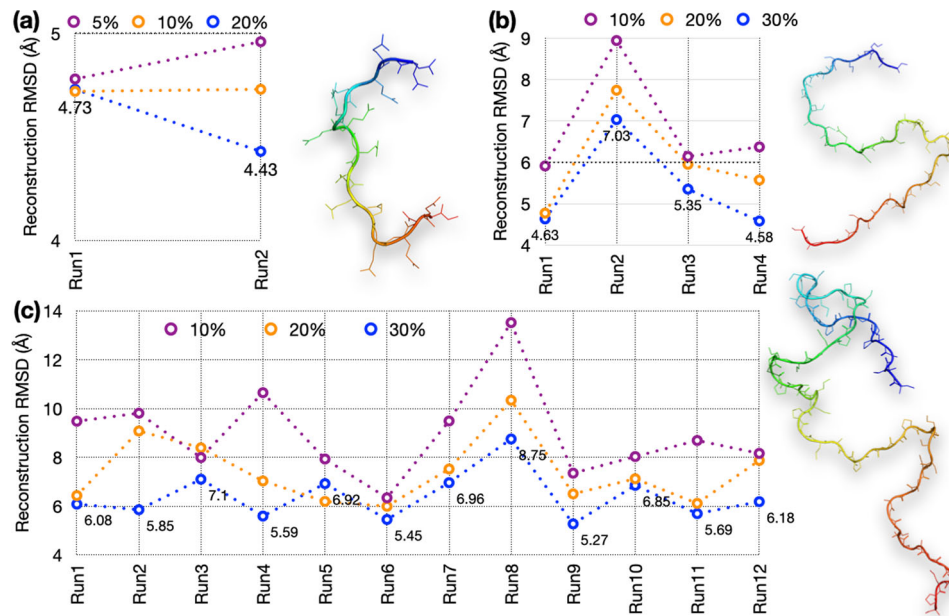 (a)
5% 10% 20%
Reconstruction RMSD (Å)
5
4
4.73
4.43
Run1
Run2
(b)
10% 20% 30%
Reconstruction RMSD (Å)
9
8
7
6
5
4
4.63
7.03
5.35
4.58
Run1
Run2
Run3
Run4
(c)
10% 20% 30%
Reconstruction RMSD (Å)
14
12
10
8
6
4
6.08
5.85
7.1
5.59
6.92
5.45
6.96
8.75
5.27
6.85
5.69
6.18
Run1
Run2
Run3
Run4
Run5
Run6
Run7
Run8
Run9
Run10
Run11
Run12